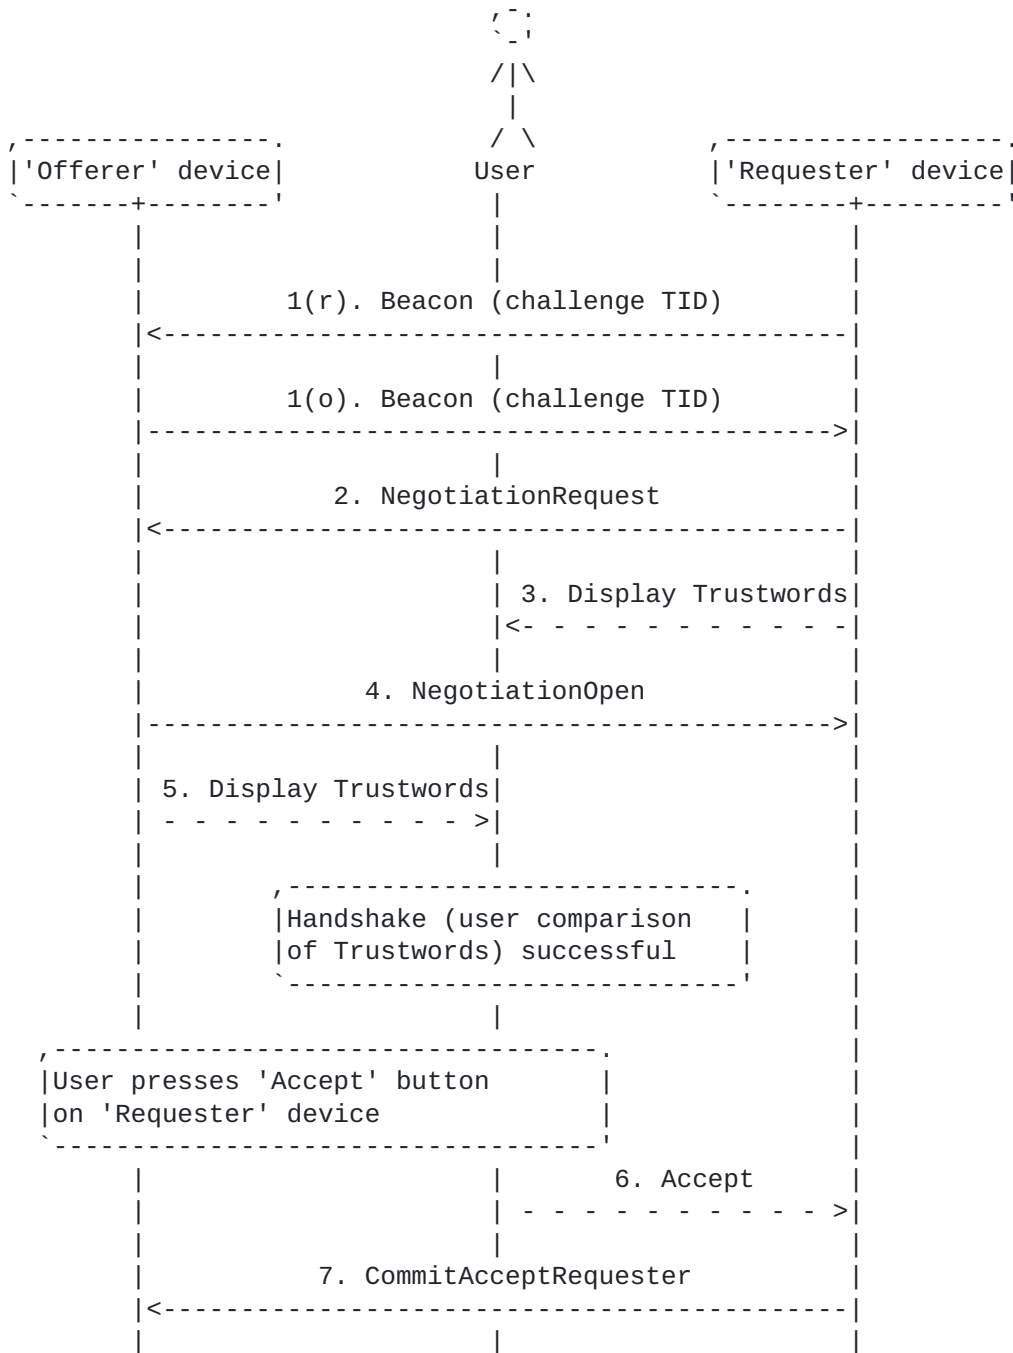 'Offerer' device User 'Requester' device
1(r). Beacon (challenge TID)
1(o). Beacon (challenge TID)
2. NegotiationRequest
3. Display Trustwords
4. NegotiationOpen
5. Display Trustwords
Handshake (user comparison
of Trustwords) successful
User presses 'Accept' button
on 'Requester' device
6. Accept
7. CommitAcceptRequester